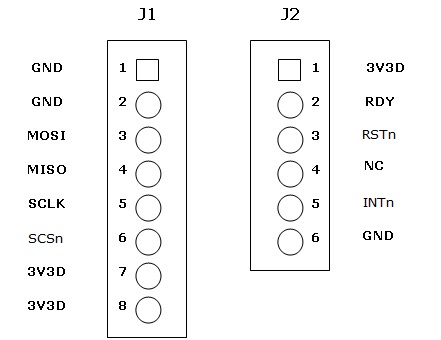 J1 J2
GND 1 1 3V3D
GND 2 2 RDY
MOSI 3 3 RSTn
MISO 4 4 NC
SCLK 5 5 INTn
SCSn 6 6 GND
3V3D 7
3V3D 8